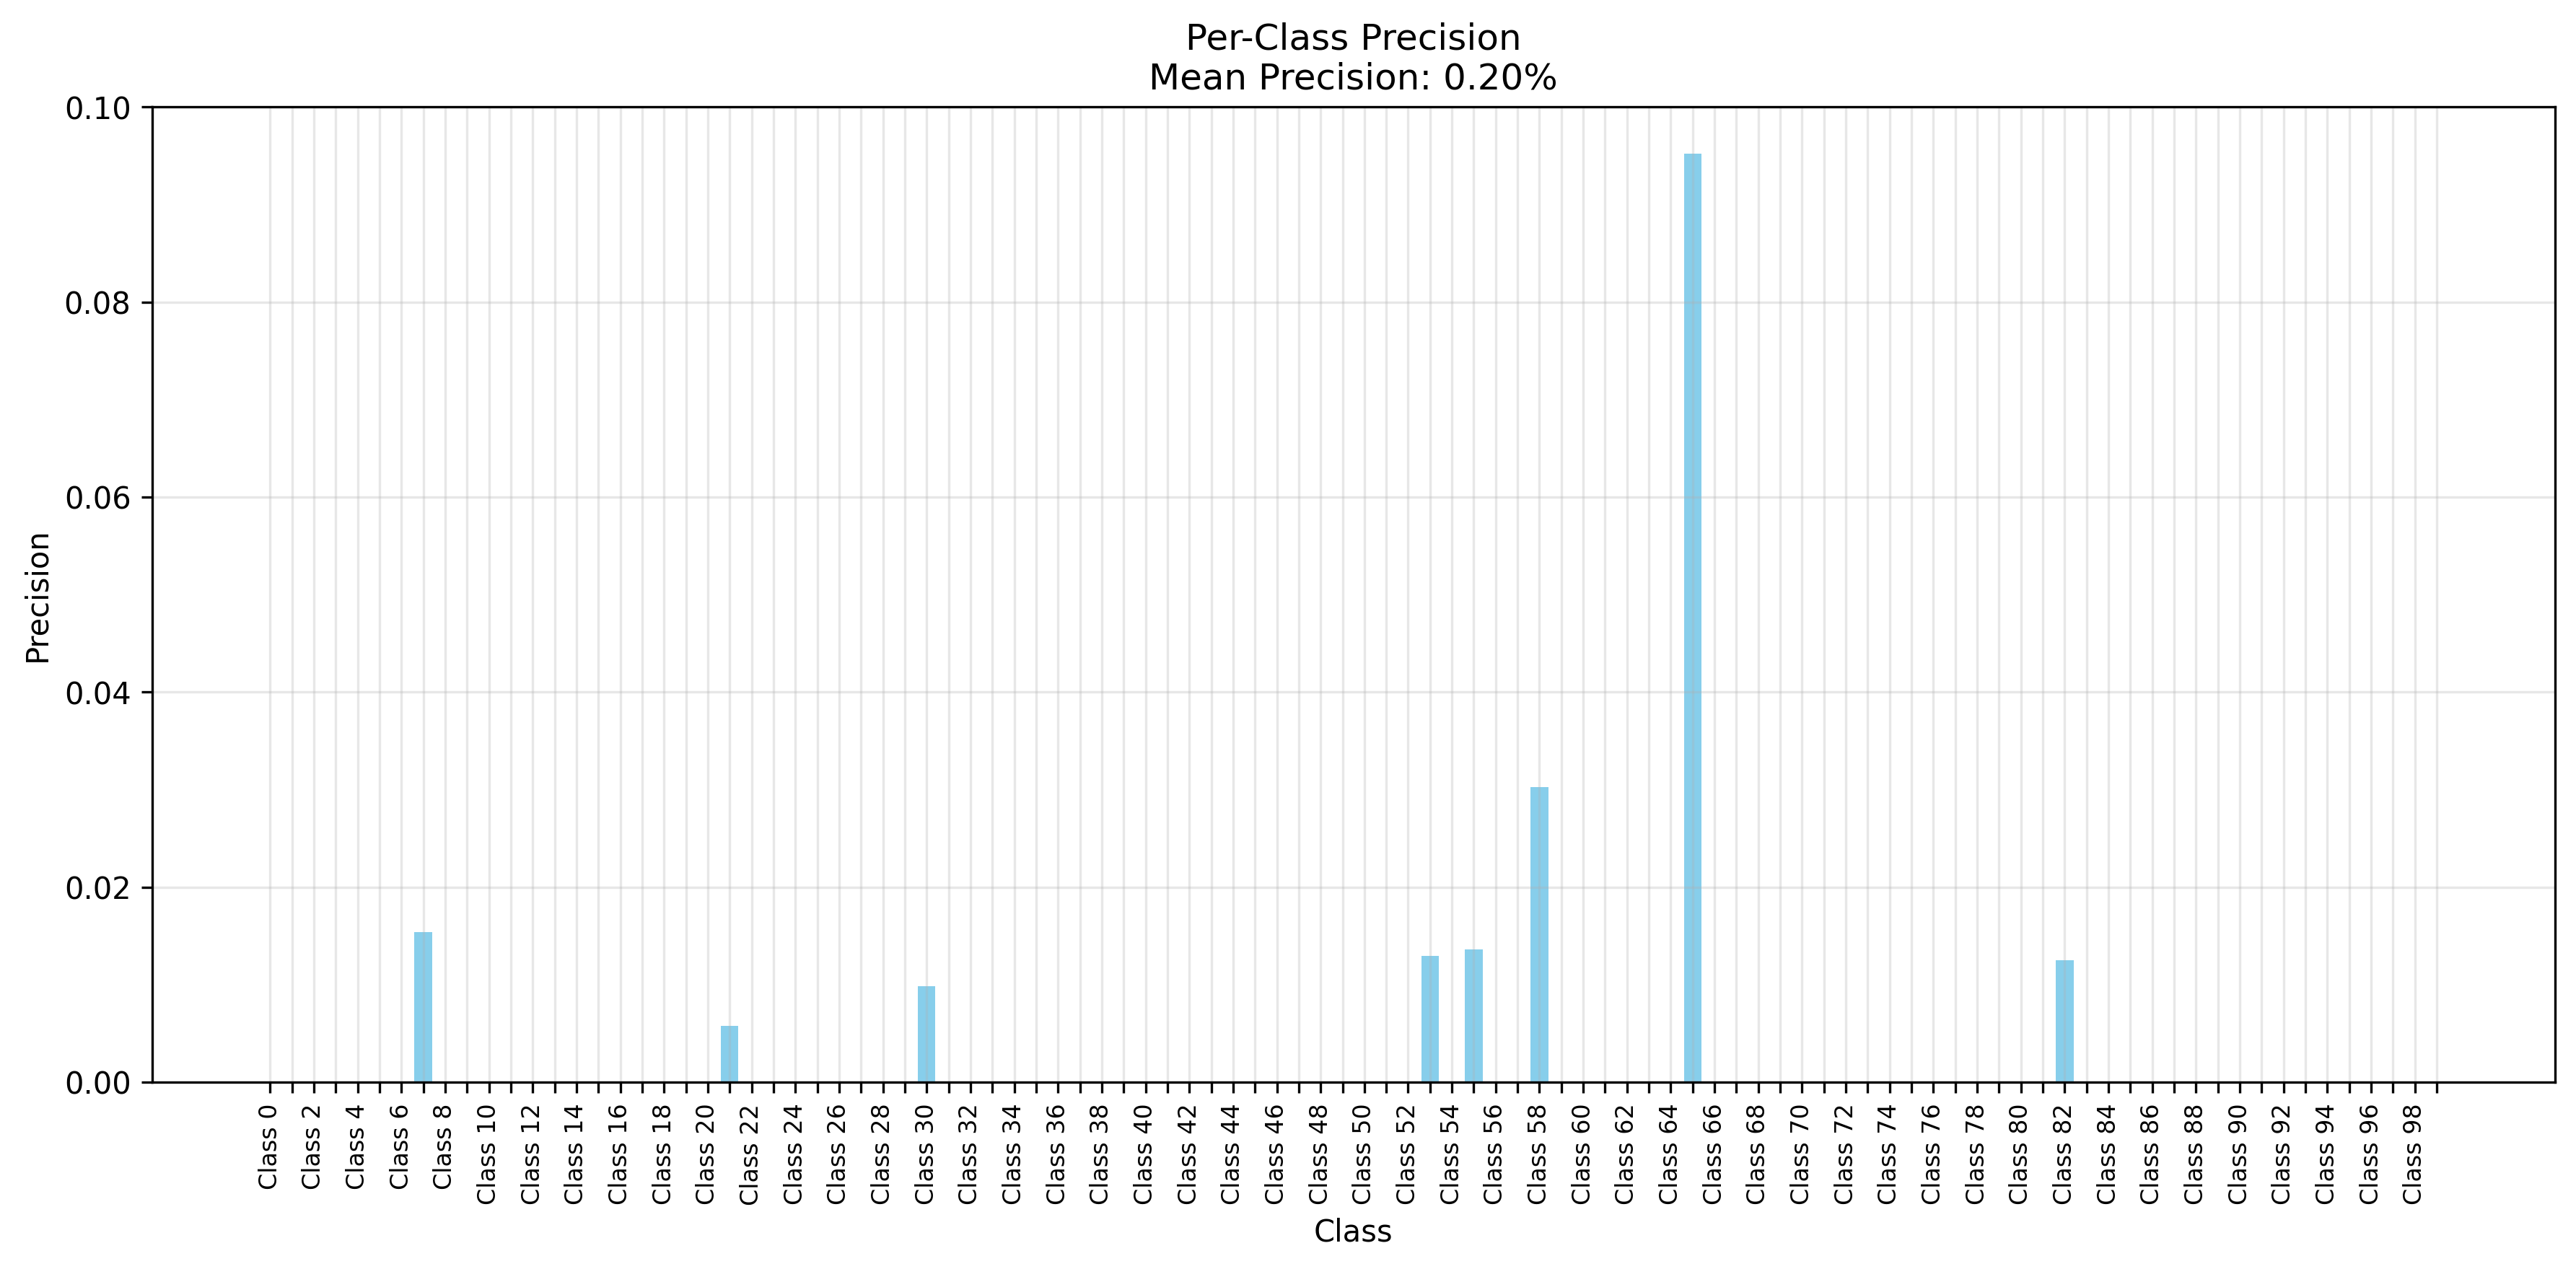 Per-Class Precision
Mean Precision: 0.20%
Precision
0.10
0.08
0.06
0.04
0.02
0.00
Class 0
Class 2
Class 4
Class 6
Class 8
Class 10
Class 12
Class 14
Class 16
Class 18
Class 20
Class 22
Class 24
Class 26
Class 28
Class 30
Class 32
Class 34
Class 36
Class 38
Class 40
Class 42
Class 44
Class 46
Class 48
Class 50
Class 52
Class 54
Class 56
Class 58
Class 60
Class 62
Class 64
Class 66
Class 68
Class 70
Class 72
Class 74
Class 76
Class 78
Class 80
Class 82
Class 84
Class 86
Class 88
Class 90
Class 92
Class 94
Class 96
Class 98
Class